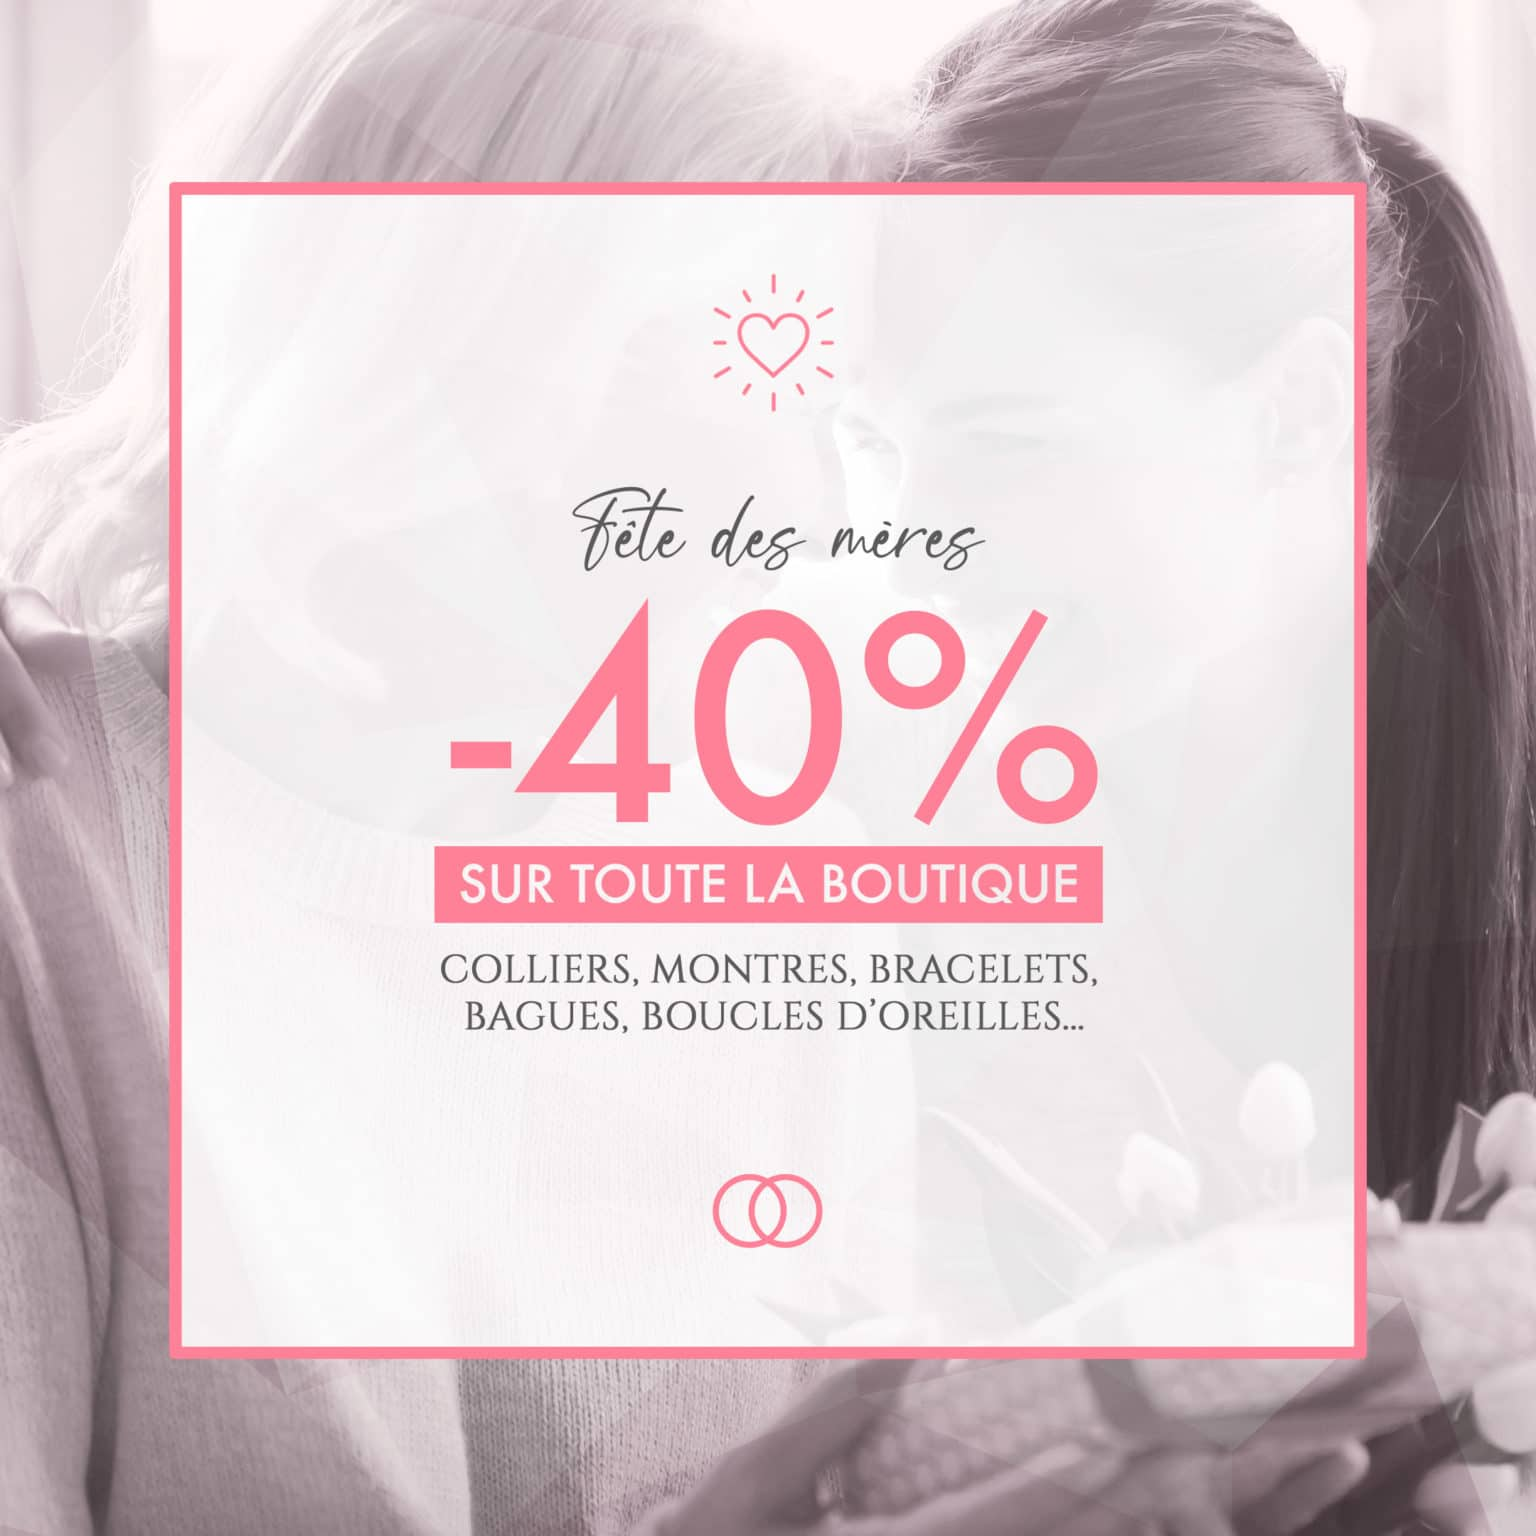 Fête des mères
-40%
SUR TOUTE LA BOUTIQUE
COLLIERS, MONTRES, BRACELETS,
BAGUES, BOUCLES D’OREILLES...